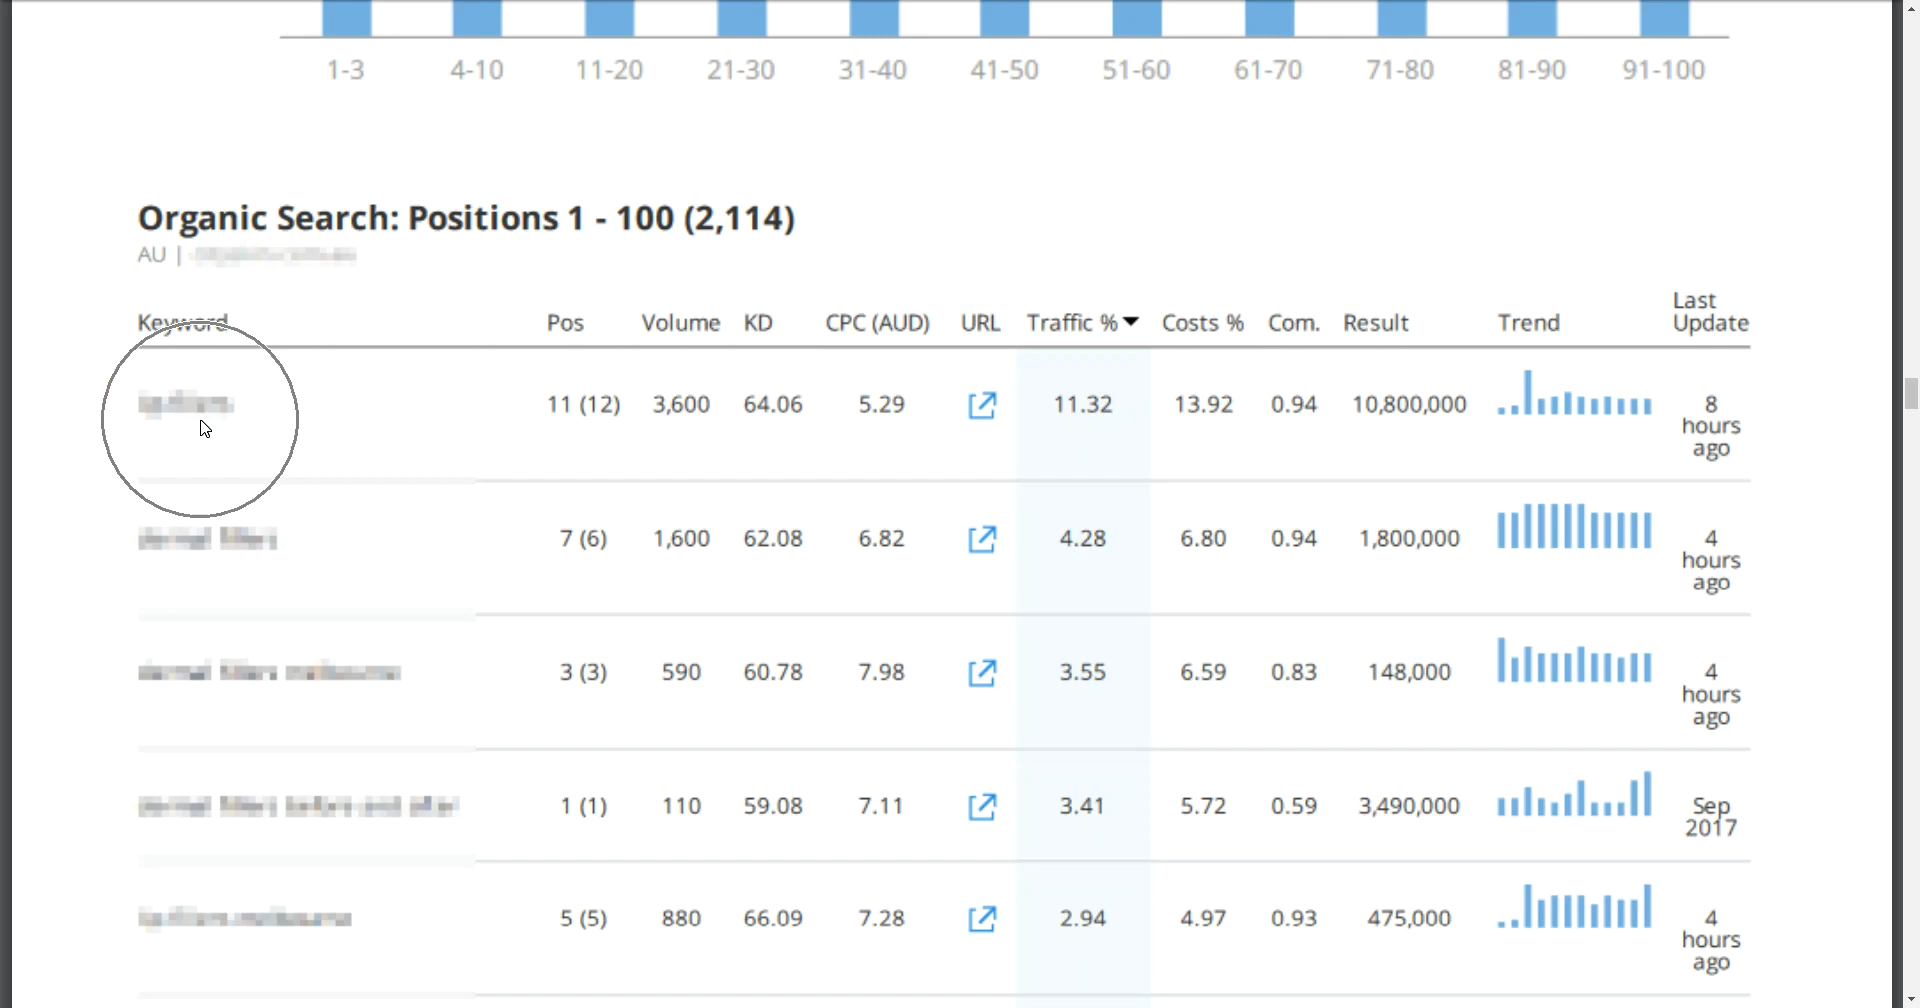 1-3 4-10 11-20 21-30 31-40 41-50 51-60 61-70 71-80 81-90 91-100
Organic Search: Positions 1 - 100 (2,114)
AU |
Keyword Pos Volume KD CPC (AUD) URL Traffic % Costs % Com. Result Trend Last Update
11 (12) 3,600 64.06 5.29 11.32 13.92 0.94 10,800,000 8 hours ago
7 (6) 1,600 62.08 6.82 4.28 6.80 0.94 1,800,000 4 hours ago
3 (3) 590 60.78 7.98 3.55 6.59 0.83 148,000 4 hours ago
1 (1) 110 59.08 7.11 3.41 5.72 0.59 3,490,000 Sep 2017
5 (5) 880 66.09 7.28 2.94 4.97 0.93 475,000 4 hours ago